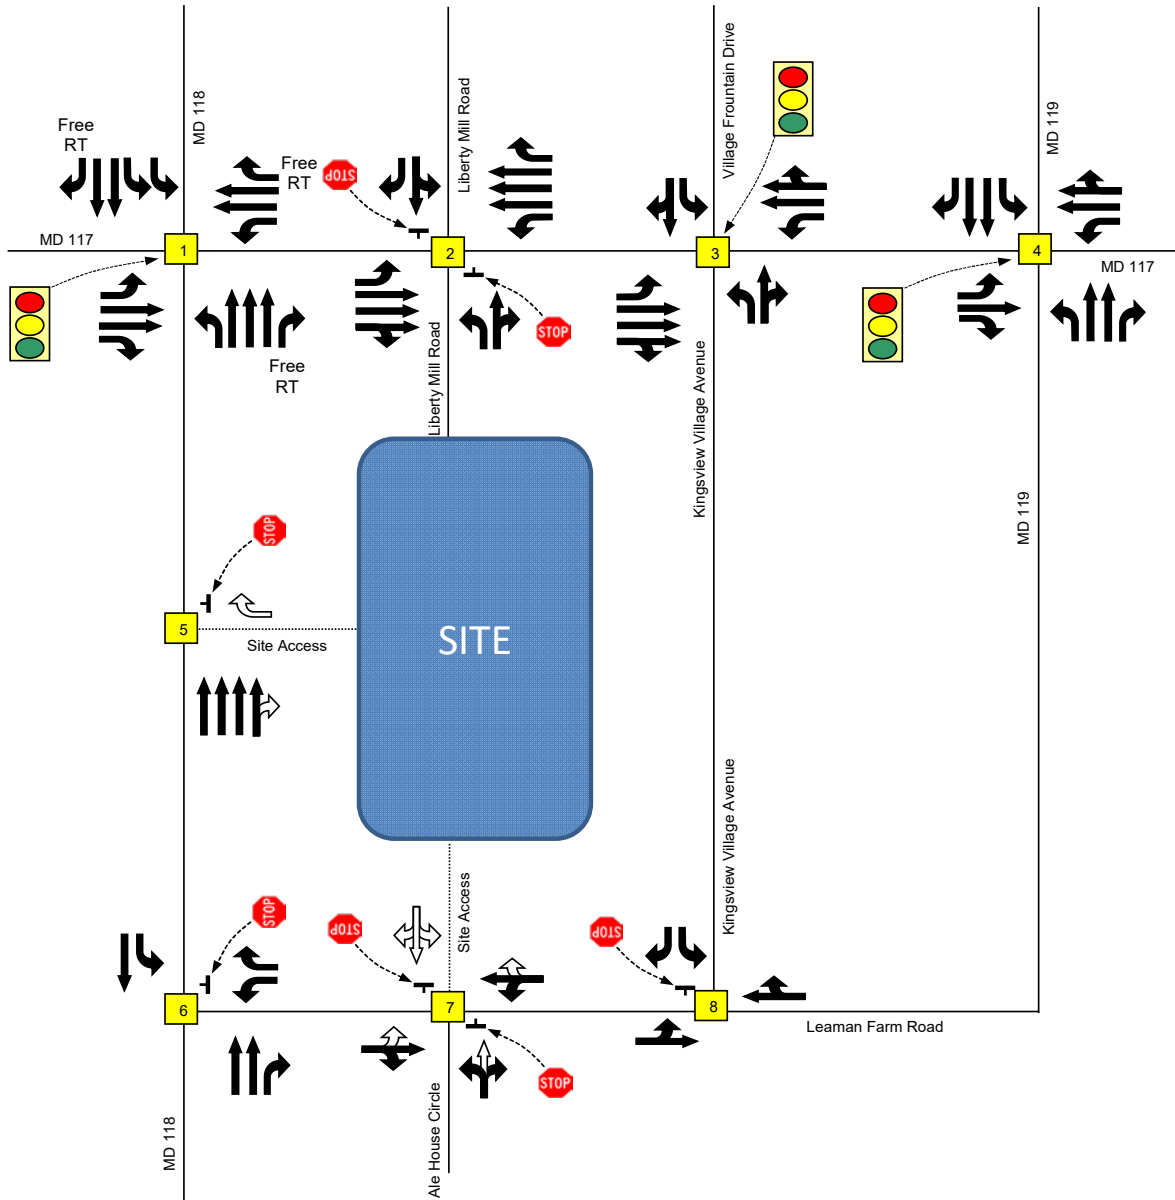 MD 118
Liberty Mill Road
Village Frountain Drive
MD 119
Free
RT
Free
RT
STOP
MD 117
1
2
3
4
MD 117
STOP
Free
RT
Liberty Mill Road
Kingsview Village Avenue
MD 119
STOP
5
Site Access
SITE
Kingsview Village Avenue
Site Access
STOP
STOP
STOP
6
7
8
Leaman Farm Road
STOP
MD 118
Ale House Circle